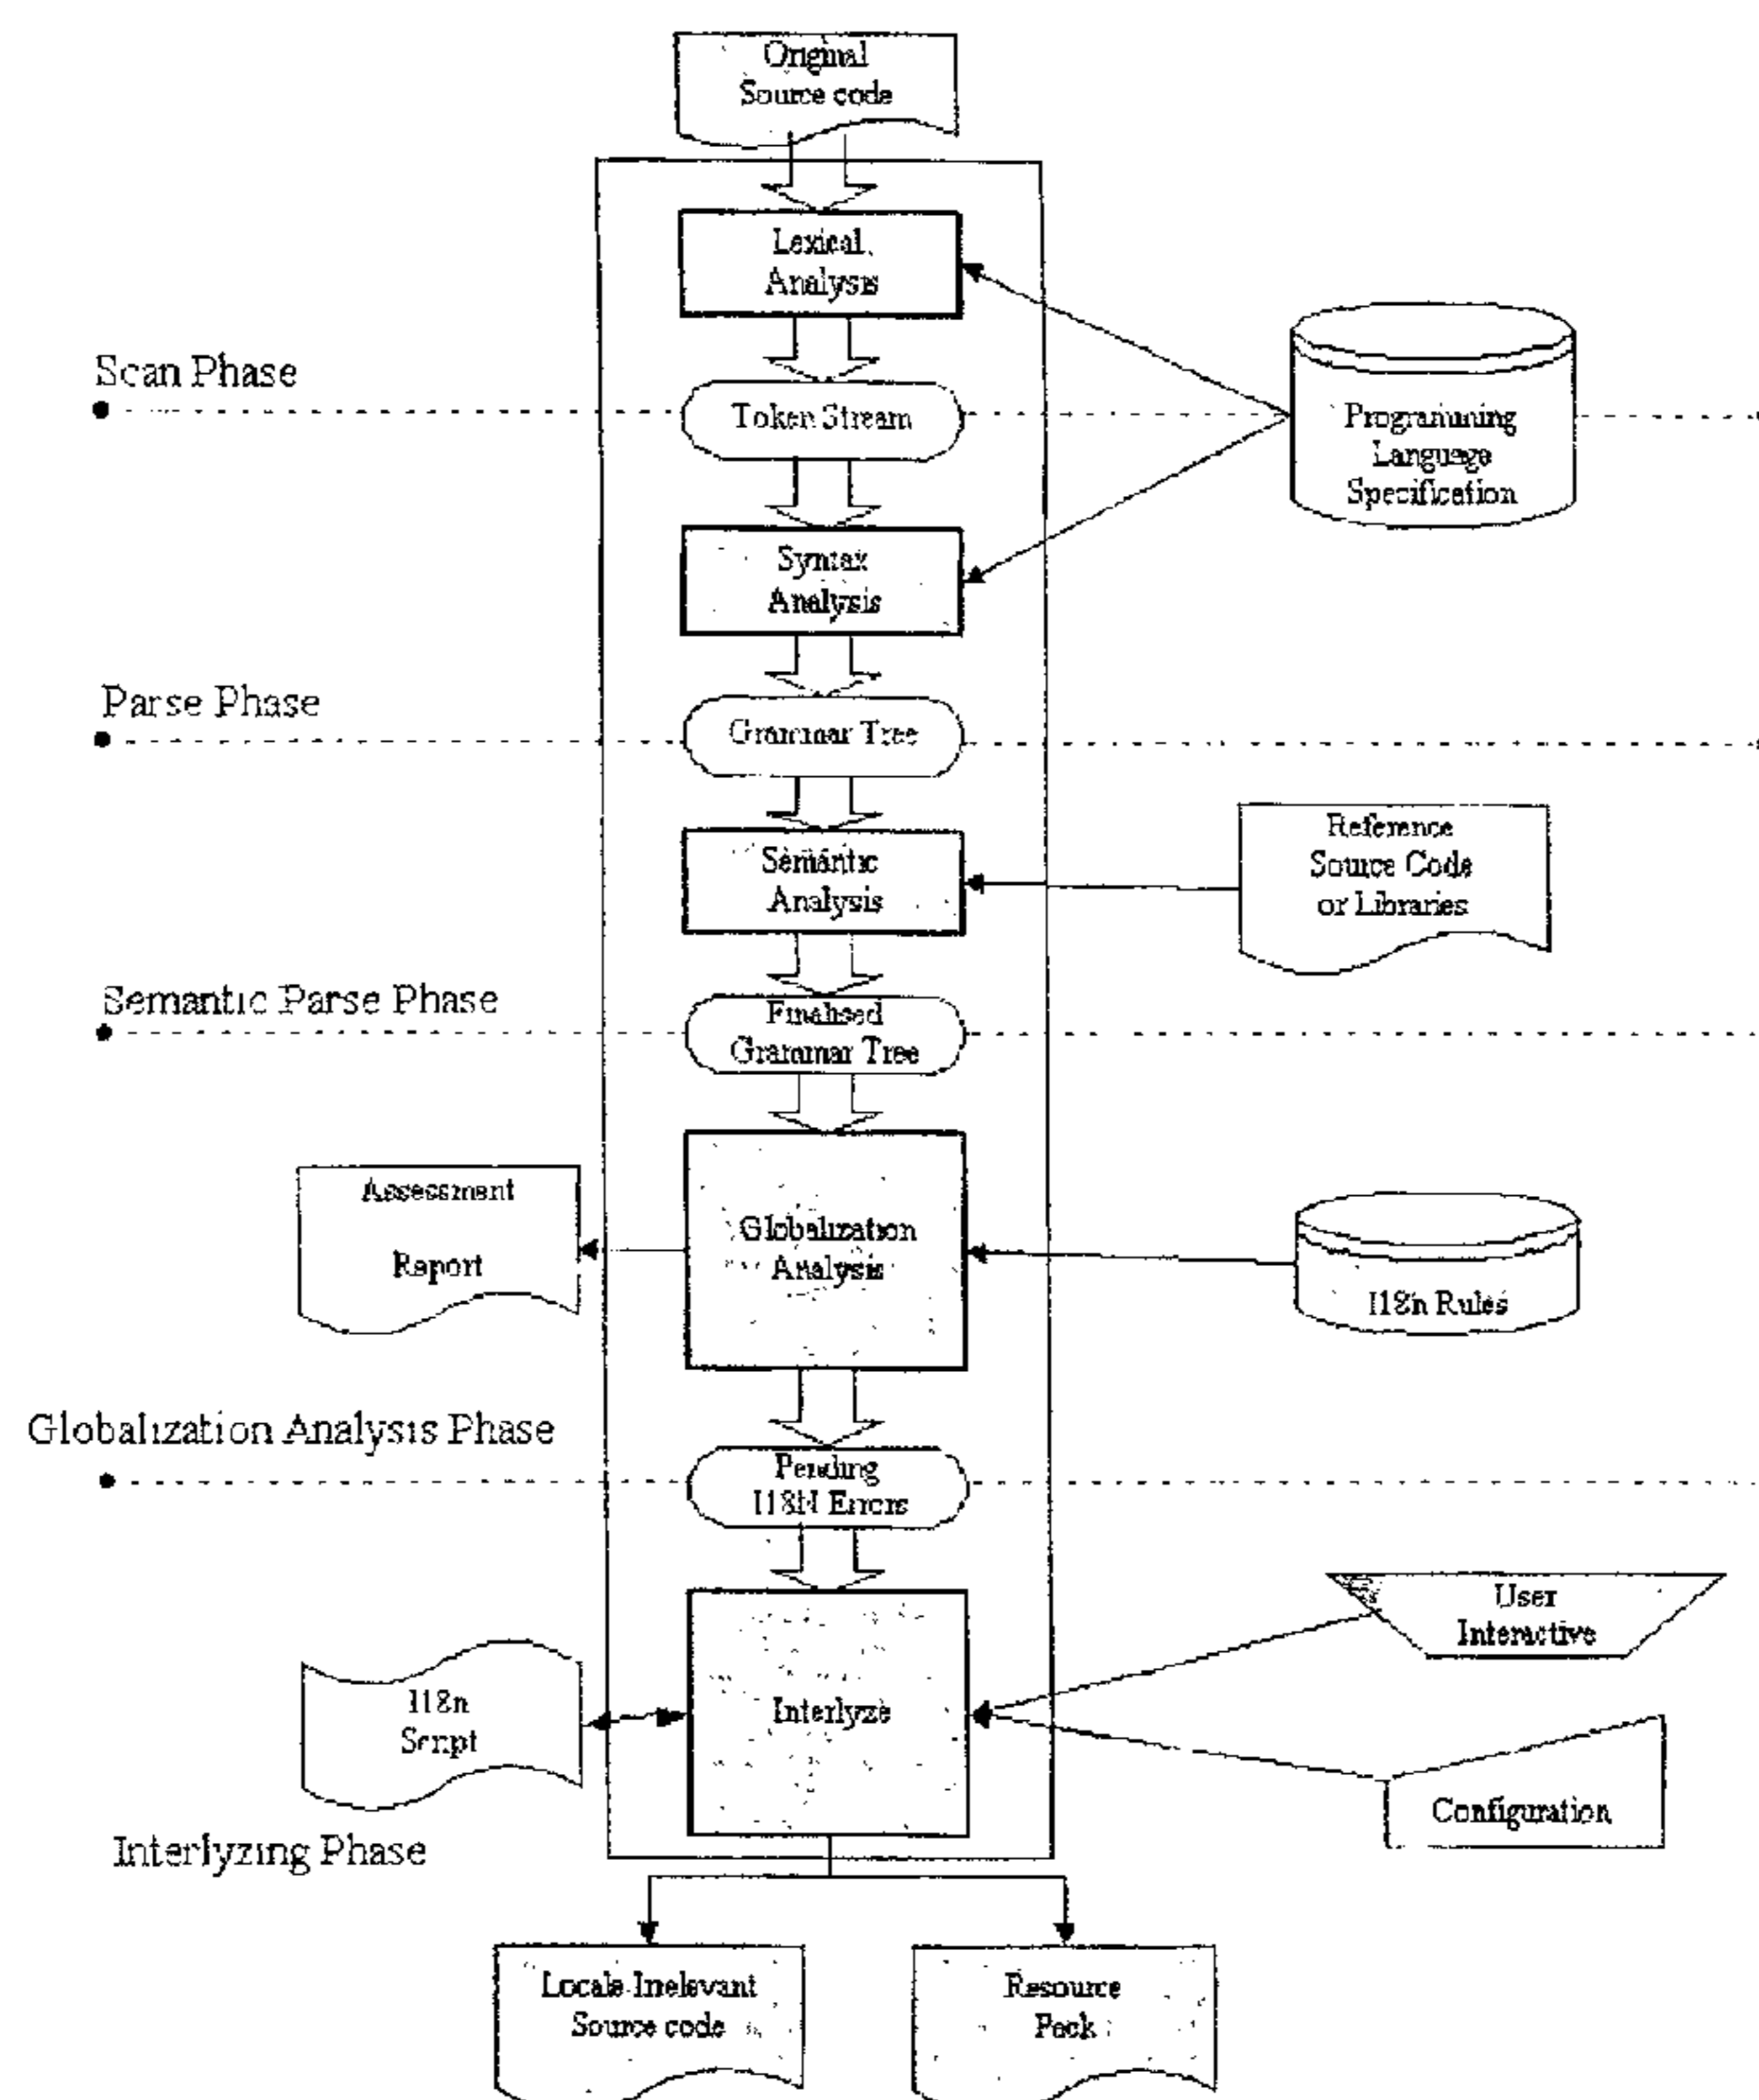 Original
Source code
Lexical
Analysis
Scan Phase
Token Stream
Programming
Language
Specification
Syntax
Analysis
Parse Phase
Grammar Tree
Semantic
Analysis
Reference
Source Code
or Libraries
Semantic Parse Phase
Finalised
Grammar Tree
Assessment
Report
Globalization
Analysis
I18n Rules
Globalization Analysis Phase
Pending
I18N Errors
User
Interactive
I18n
Script
Interlyze
Configuration
Interlyzing Phase
Locale-Irrelevant
Source code
Resource
Pack